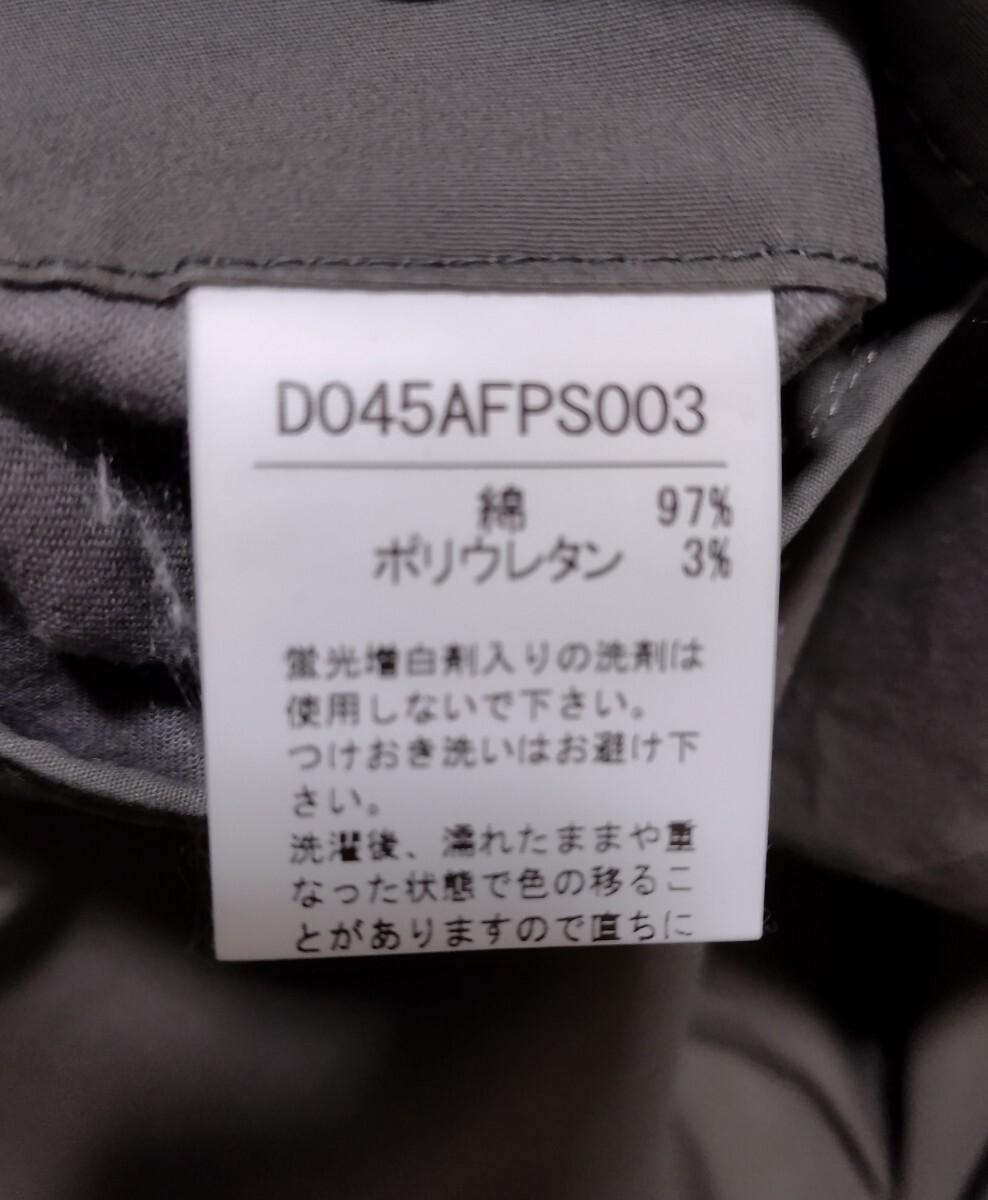 D045AFPS003
綿 97%
ポリウレタン 3%
蛍光増白剤入りの洗剤は
使用しないで下さい。
つけおき洗いはお避け下
さい。
洗濯後、濡れたままや重
なった状態で色の移るこ
とがありますので直ちに